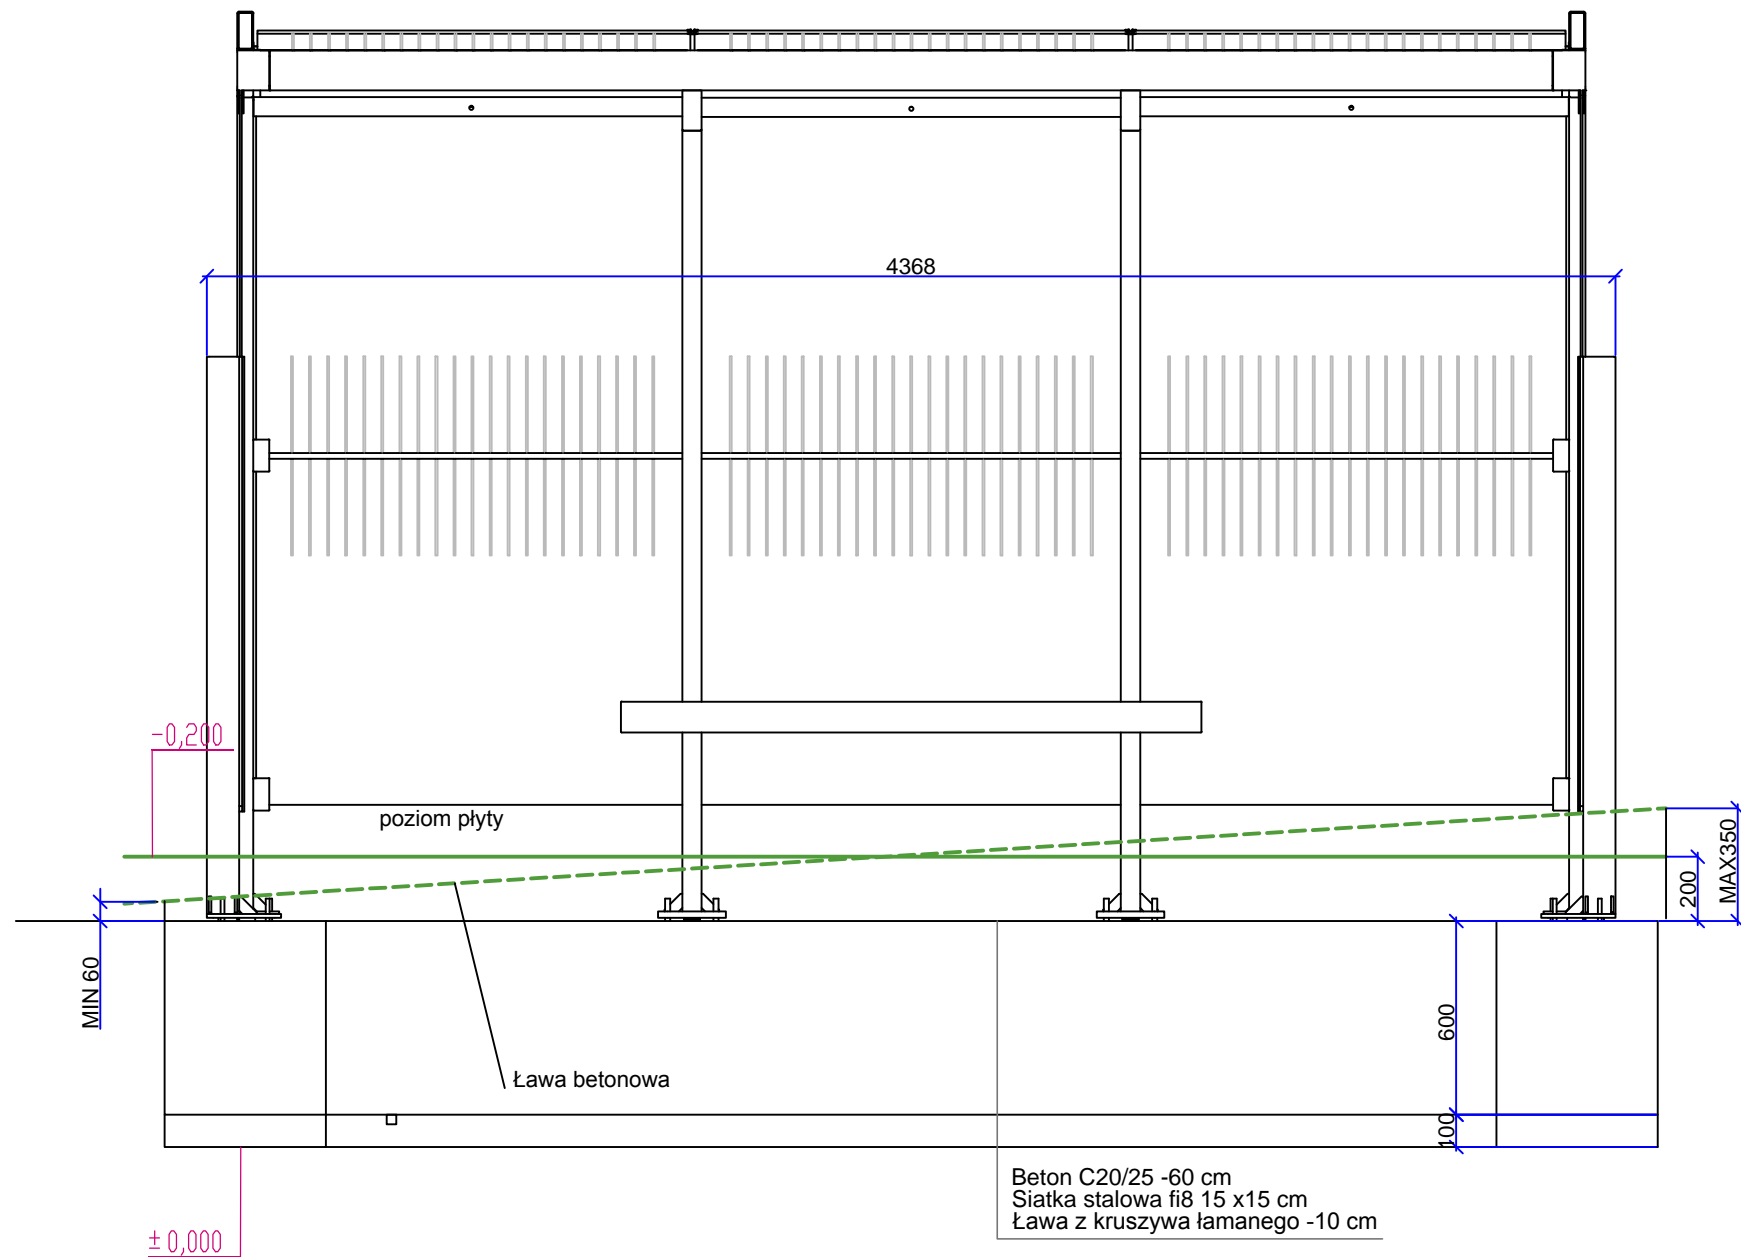 4368
-0,200
poziom płyty
MAX350
200
MIN 60
600
Ława betonowa
100
Beton C20/25 -60 cm
Siatka stalowa fi8 15 x15 cm
Ława z kruszywa łamanego -10 cm
±0,000